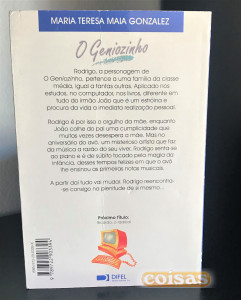 MARIA TERESA MAIA GONZALEZ
O Geniozinho
Rodrigo, a personagem de
O Geniozinho, pertence a uma família da classe
média, igual a tantas outras. Aplicado nos
estudos, no computador, nos livros, diferente em
tudo do irmão João que é um estroina e
procura da vida a imediata realização pessoal.
Rodrigo é por isso o orgulho da mãe, enquanto
João colhe do pai uma cumplicidade que
muitas vezes desespera a mãe. Mas no
aniversário do avô, um misterioso artista que faz
da música a razão do seu viver, Rodrigo senta-se
ao piano e é de súbito tocado pela magia da
infância, desses tempos felizes em que o avô
lhe ensinara as primeiras notas musicais.
A partir daí tudo vai mudar. Rodrigo reencontra-
se consigo na plenitude de si mesmo...
Próximo Título:
DIFEL
coisas